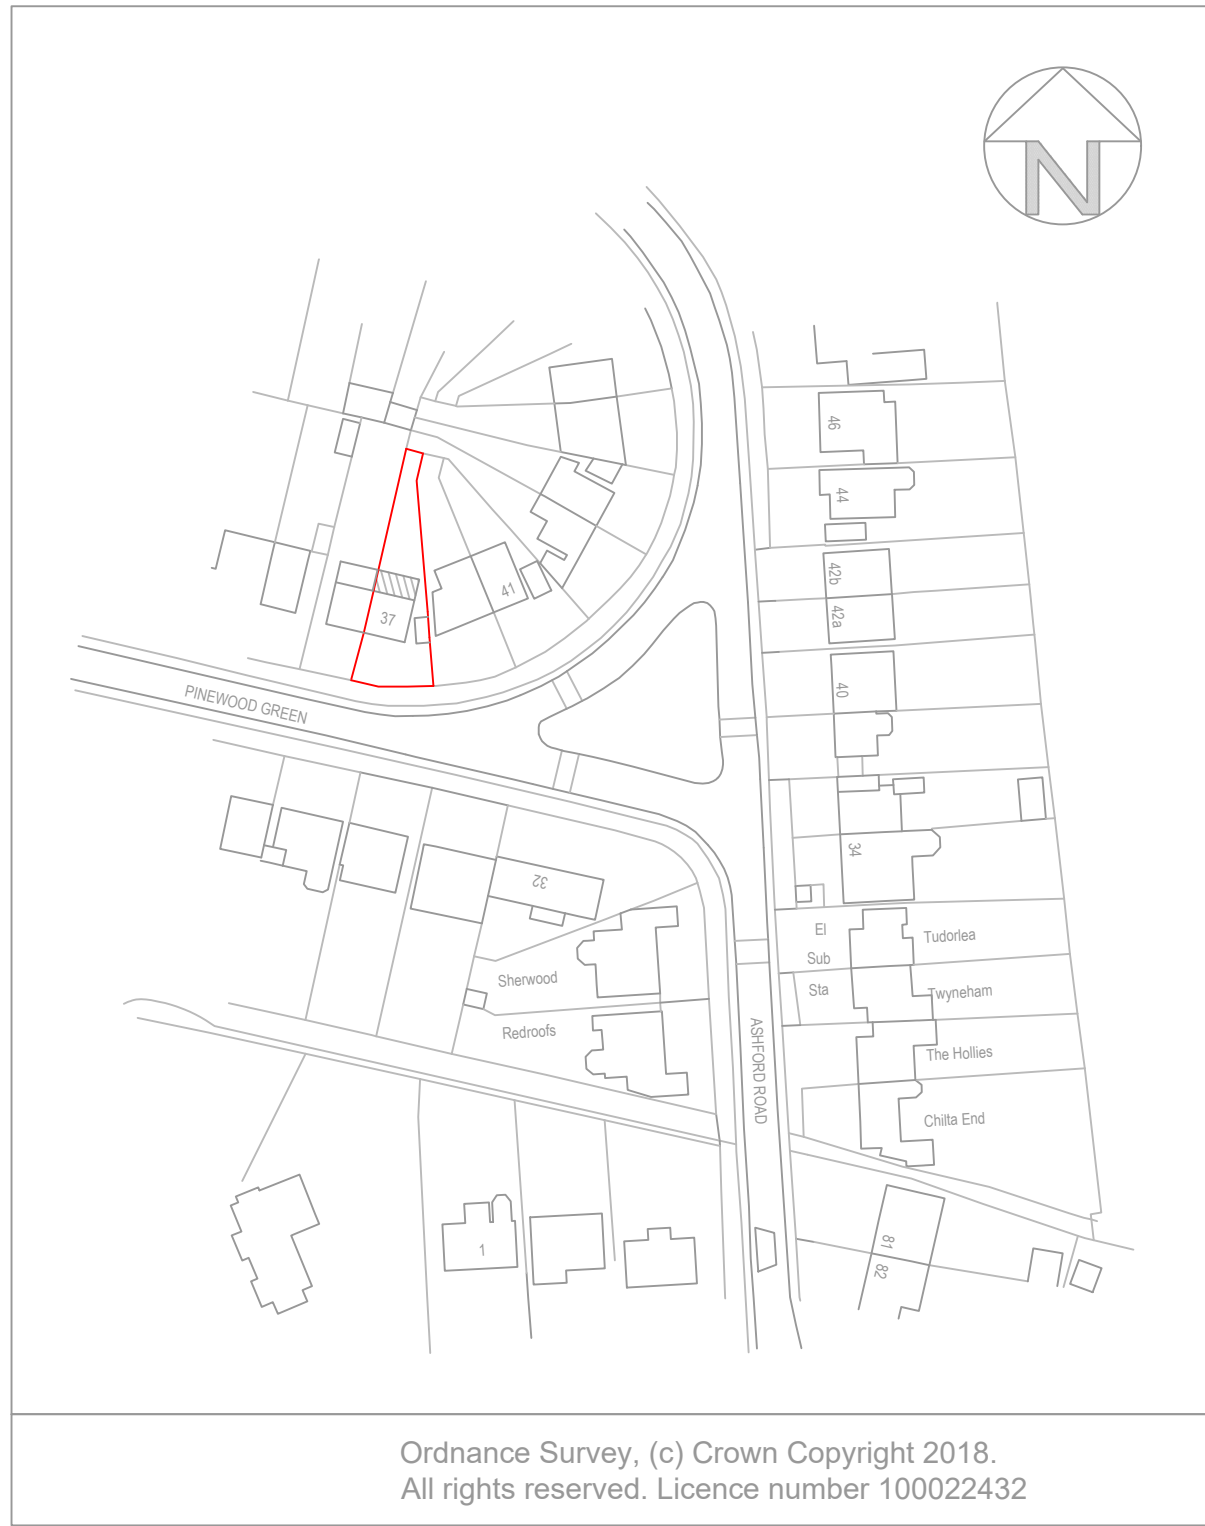 N
46
44
42b
42a
41
37
40
PINEWOOD GREEN
34
32
El
Sub
Sta
Tudorlea
Sherwood
Twyneham
Redroofs
ASHFORD ROAD
The Hollies
Chilta End
1
81
82
Ordnance Survey, (c) Crown Copyright 2018.
All rights reserved. Licence number 100022432